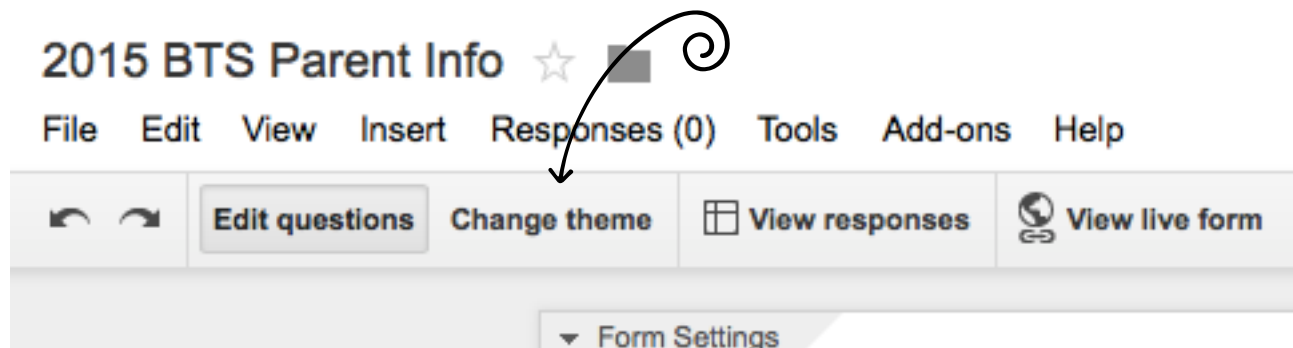 2015 BTS Parent Info
File Edit View Insert Responses (0) Tools Add-ons Help
Edit questions Change theme View responses View live form
Form Settings